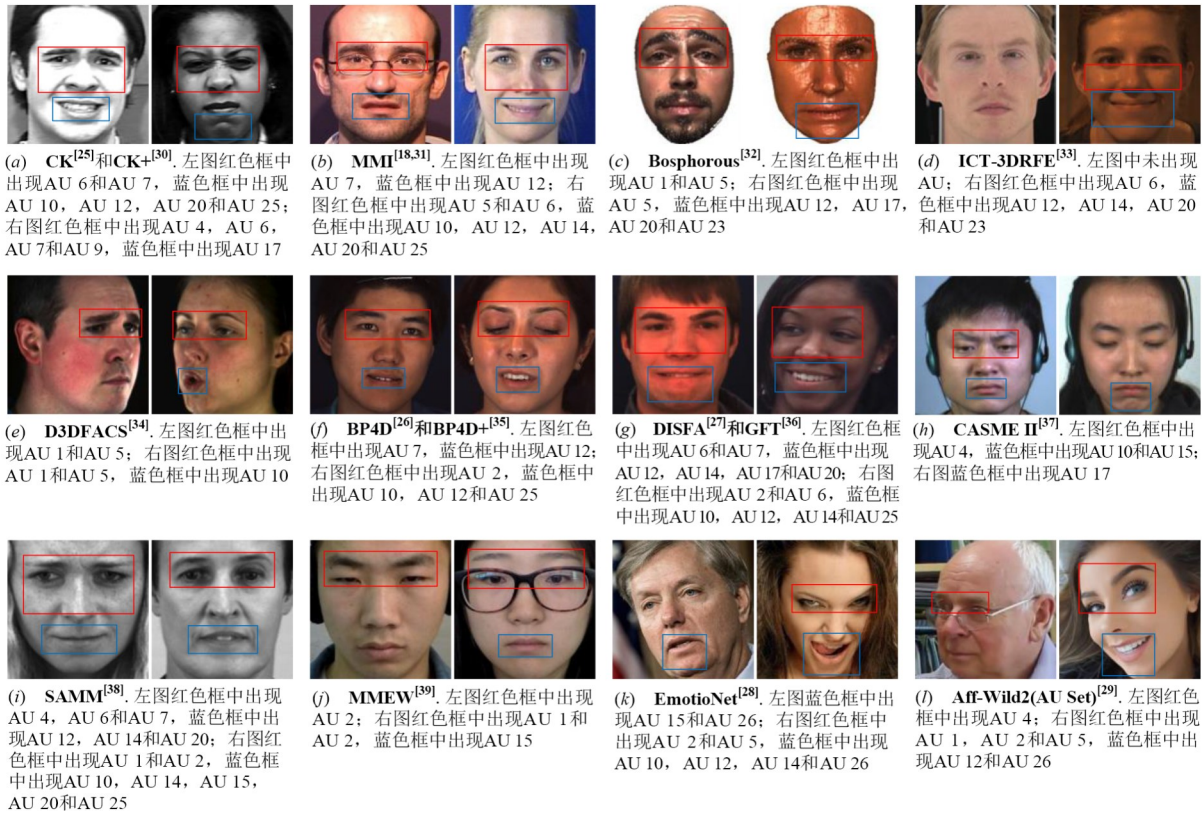 (a) CK[25]和CK+[30]. 左图红色框中
出现AU 6和AU 7，蓝色框中出现
AU 10，AU 12，AU 20和AU 25；
右图红色框中出现AU 4，AU 6，
AU 7和AU 9，蓝色框中出现AU 17
(b) MMI[18,31]. 左图红色框中出现
AU 7，蓝色框中出现AU 12；右
图红色框中出现AU 5和AU 6，蓝
色框中出现AU 10，AU 12，AU 14，
AU 20和AU 25
(c) Bosphorous[32]. 左图红色框中出
现AU 1和AU 5；右图红色框中出现
AU 5，蓝色框中出现AU 12，AU 17，
AU 20和AU 23
(d) ICT-3DRFE[33]. 左图中未出现
AU；右图红色框中出现AU 6，蓝
色框中出现AU 12，AU 14，AU 20
和AU 23
(e) D3DFACS[34]. 左图红色框中出
现AU 1和AU 5；右图红色框中出现
AU 1和AU 5，蓝色框中出现AU 10
(f) BP4D[26]和BP4D+[35]. 左图红色
框中出现AU 7，蓝色框中出现AU 12；
右图红色框中出现AU 2，蓝色框中
出现AU 10，AU 12和AU 25
(g) DISFA[27]和GFT[36]. 左图红色框
中出现AU 6和AU 7，蓝色框中出现
AU 12，AU 14，AU 17和AU 20；右图
红色框中出现AU 2和AU 6，蓝色框
中出现AU 10，AU 12，AU 14和AU 25
(h) CASME II[37]. 左图红色框中出
现AU 4，蓝色框中出现AU 10和AU 15；
右图蓝色框中出现AU 17
(i) SAMM[38]. 左图红色框中出现
AU 4，AU 6和AU 7，蓝色框中出
现AU 12，AU 14和AU 20；右图红
色框中出现AU 1和AU 2，蓝色框
中出现AU 10，AU 14，AU 15，
AU 20和AU 25
(j) MMEW[39]. 左图红色框中出现
AU 2；右图红色框中出现AU 1和
AU 2，蓝色框中出现AU 15
(k) EmotioNet[28]. 左图蓝色框中出
现AU 15和AU 26；右图红色框中
出现AU 2和AU 5，蓝色框中出现
AU 10，AU 12，AU 14和AU 26
(l) Aff-Wild2(AU Set)[29]. 左图红色
框中出现AU 4；右图红色框中出现
AU 1，AU 2和AU 5，蓝色框中出
现AU 12和AU 26